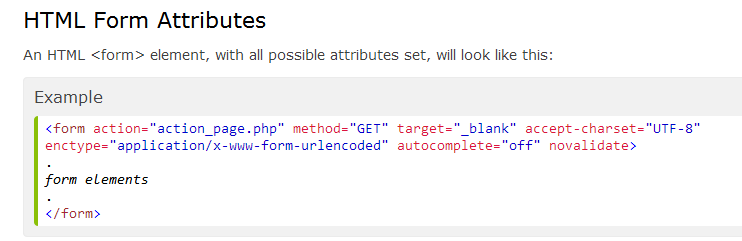 HTML Form Attributes
An HTML <form> element, with all possible attributes set, will look like this:
Example
<form action="action_page.php" method="GET" target="_blank" accept-charset="UTF-8"
enctype="application/x-www-form-urlencoded" autocomplete="off" novalidate>
.
form elements
.
</form>